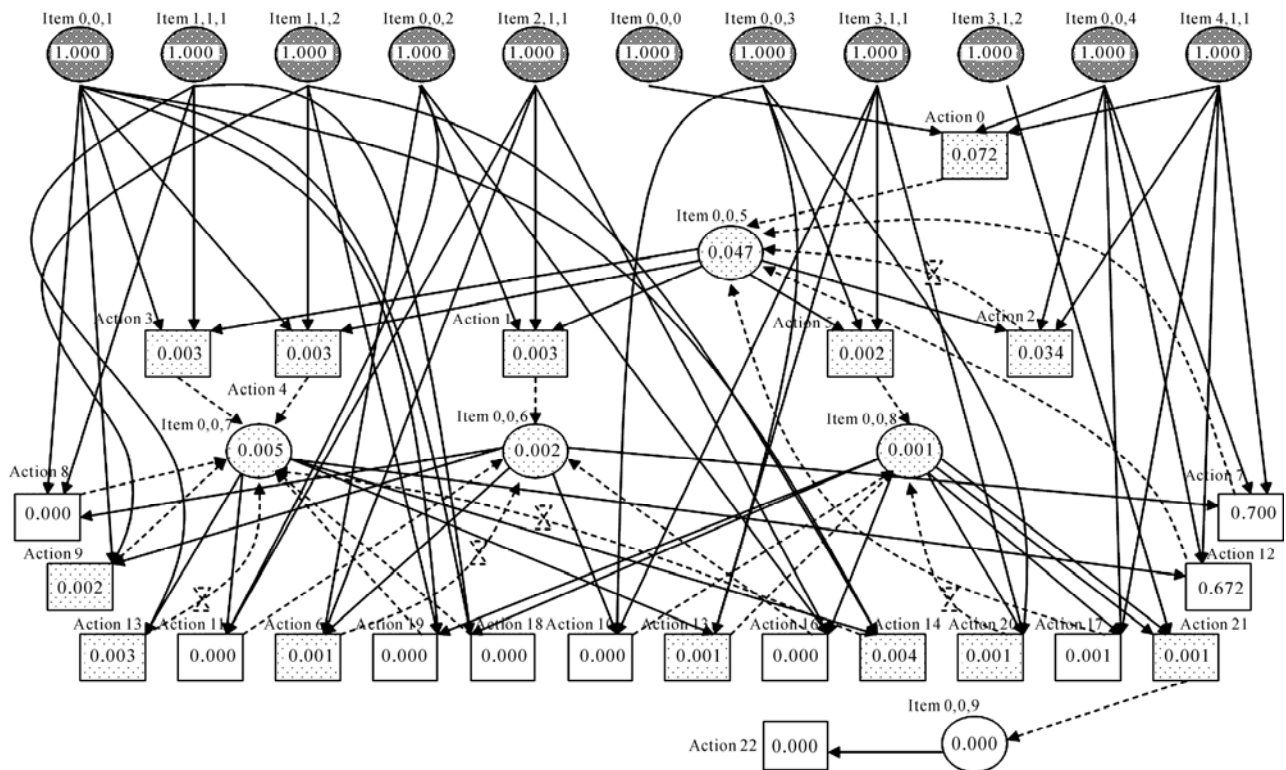 Item 0,0,1 Item 1,1,1 Item 1,1,2 Item 0,0,2 Item 2,1,1 Item 0,0,0 Item 0,0,3 Item 3,1,1 Item 3,1,2 Item 0,0,4 Item 4,1,1
1.000 1.000 1.000 1.000 1.000 1.000 1.000 1.000 1.000 1.000 1.000
Action 0
0.072
Item 0,0,5
0.047
Action 3 Action 1 Action 5 Action 2
0.003 0.003 0.003 0.002 0.034
Action 4
Item 0,0,7 Item 0,0,6 Item 0,0,8
0.005 0.002 0.001
Action 8 Action 7
0.000 0.700
Action 9 Action 12
0.002 0.672
Action 13 Action 11 Action 6 Action 19 Action 18 Action 10 Action 13 Action 16 Action 14 Action 20 Action 17 Action 21
0.003 0.000 0.001 0.000 0.000 0.000 0.001 0.000 0.004 0.001 0.001 0.001
Item 0,0,9
Action 22 0.000 0.000